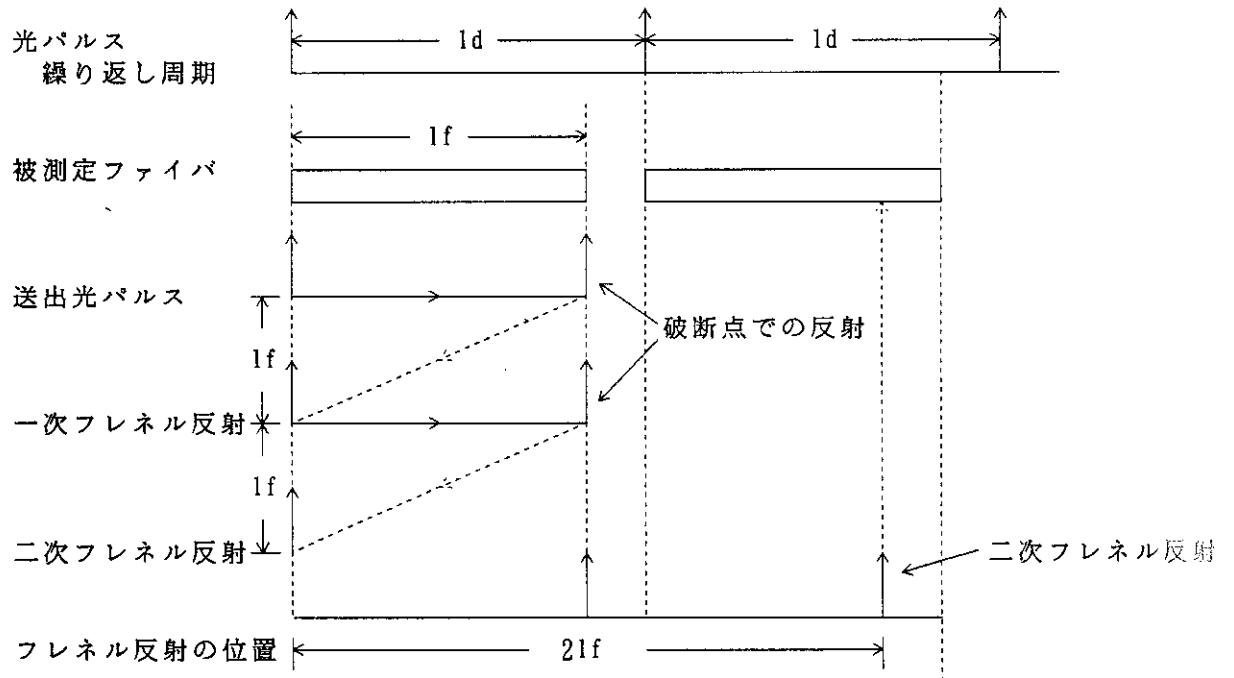 光パルス
繰り返し周期
ld
ld
lf
被測定ファイバ
送出光パルス
破断点での反射
lf
一次フレネル反射
lf
二次フレネル反射
二次フレネル反射
フレネル反射の位置
2lf